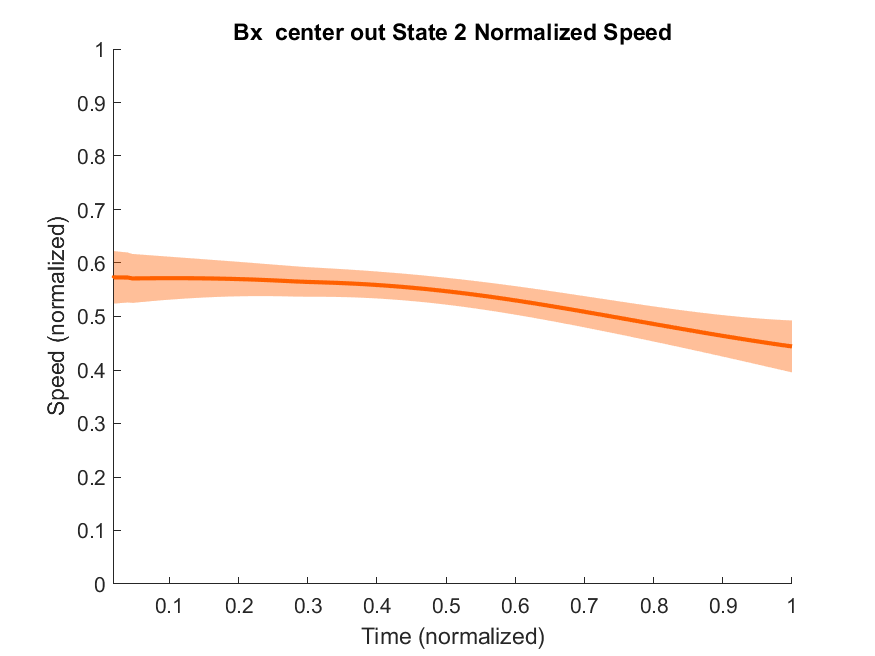 Bx  center out State 2 Normalized Speed
1
0.9
0.8
0.7
0.6
0.5
0.4
0.3
0.2
0.1
0
Speed (normalized)
0.1 0.2 0.3 0.4 0.5 0.6 0.7 0.8 0.9 1
Time (normalized)